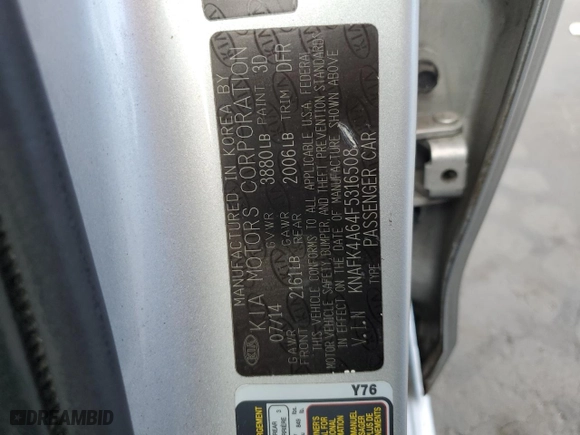 MANUFACTURED IN KOREA BY
KIA MOTORS CORPORATION
07/14 GVWR 3880LB PAINT 3D
GAWR FRONT 2161LB GAWR REAR 2006LB TRIM DFR
THIS VEHICLE CONFORMS TO ALL APPLICABLE U.S.A. FEDERAL
MOTOR VEHICLE SAFETY, BUMPER, AND THEFT PREVENTION STANDARDS
IN EFFECT ON THE DATE OF MANUFACTURE SHOWN ABOVE
V.I.N KNAFK4A64F5316508
TYPE PASSENGER CAR
KIA
Y76
DREAMBID